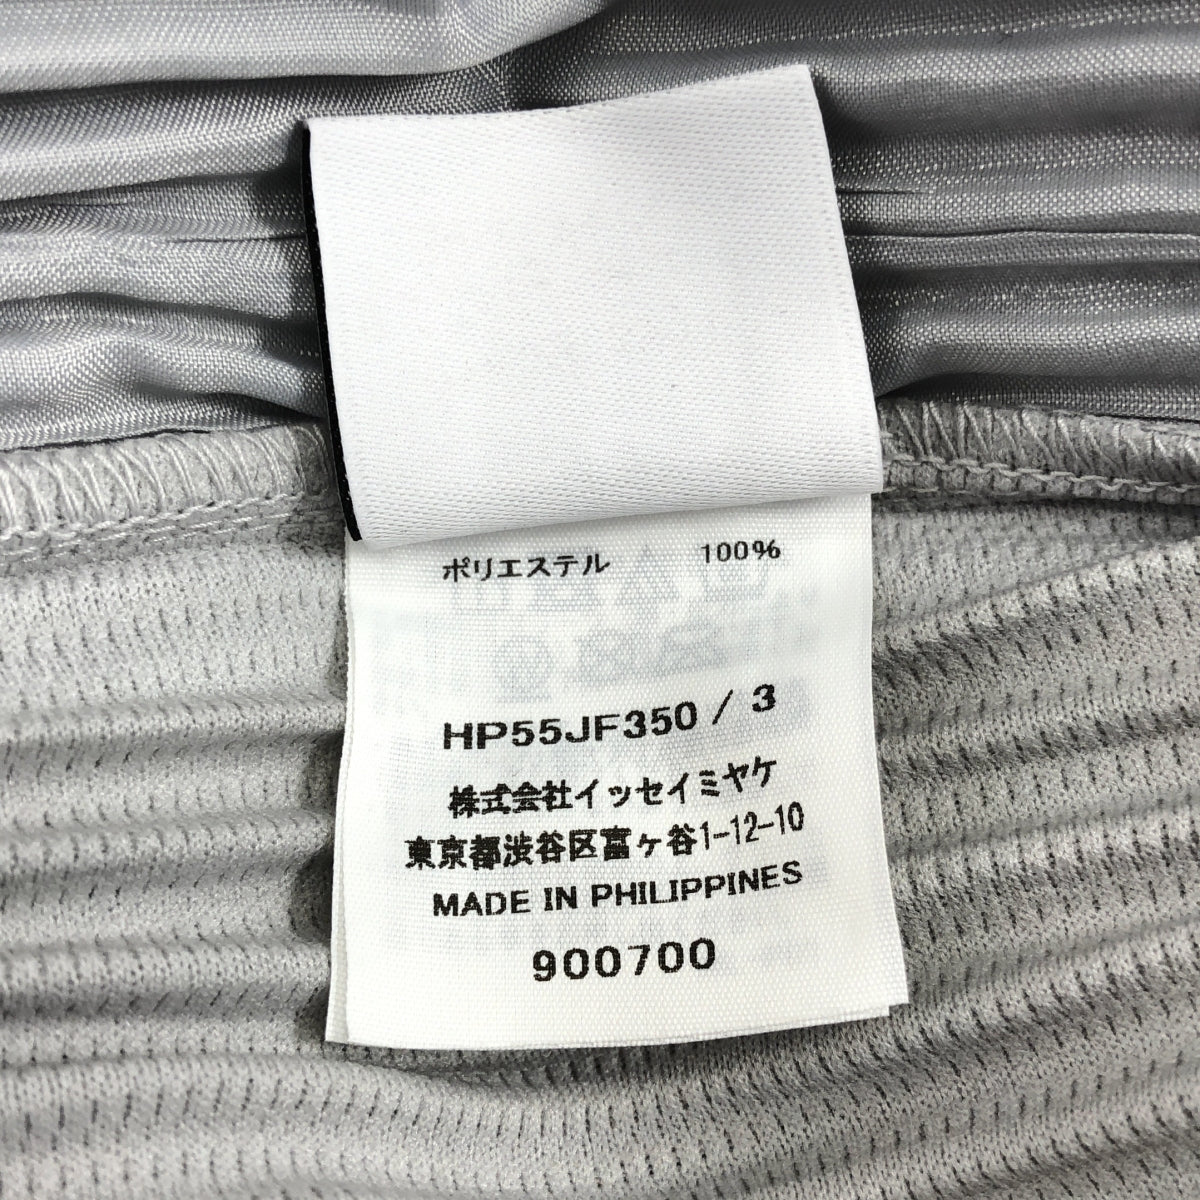 ポリエステル 100%
HP55JF350 / 3
株式会社イッセイミヤケ
東京都渋谷区富ヶ谷1-12-10
MADE IN PHILIPPINES
900700